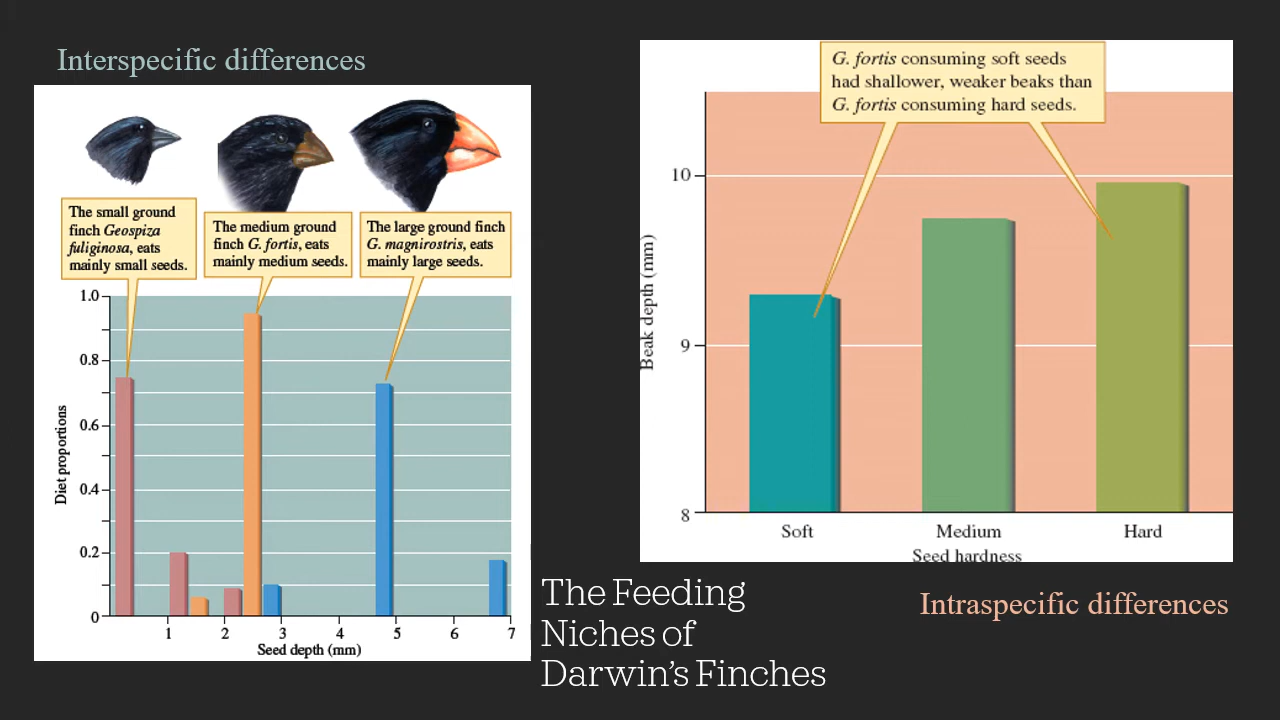 Interspecific differences
The small ground
finch Geospiza
fuliginosa, eats
mainly small seeds.
The medium ground
finch G. fortis, eats
mainly medium seeds.
The large ground finch
G. magnirostris, eats
mainly large seeds.
1.0
0.8
0.6
0.4
0.2
0
Diet proportions
1 2 3 4 5 6 7
Seed depth (mm)
G. fortis consuming soft seeds
had shallower, weaker beaks than
G. fortis consuming hard seeds.
10
9
8
Beak depth (mm)
Soft Medium Hard
Seed hardness
The Feeding
Niches of
Darwin's Finches
Intraspecific differences